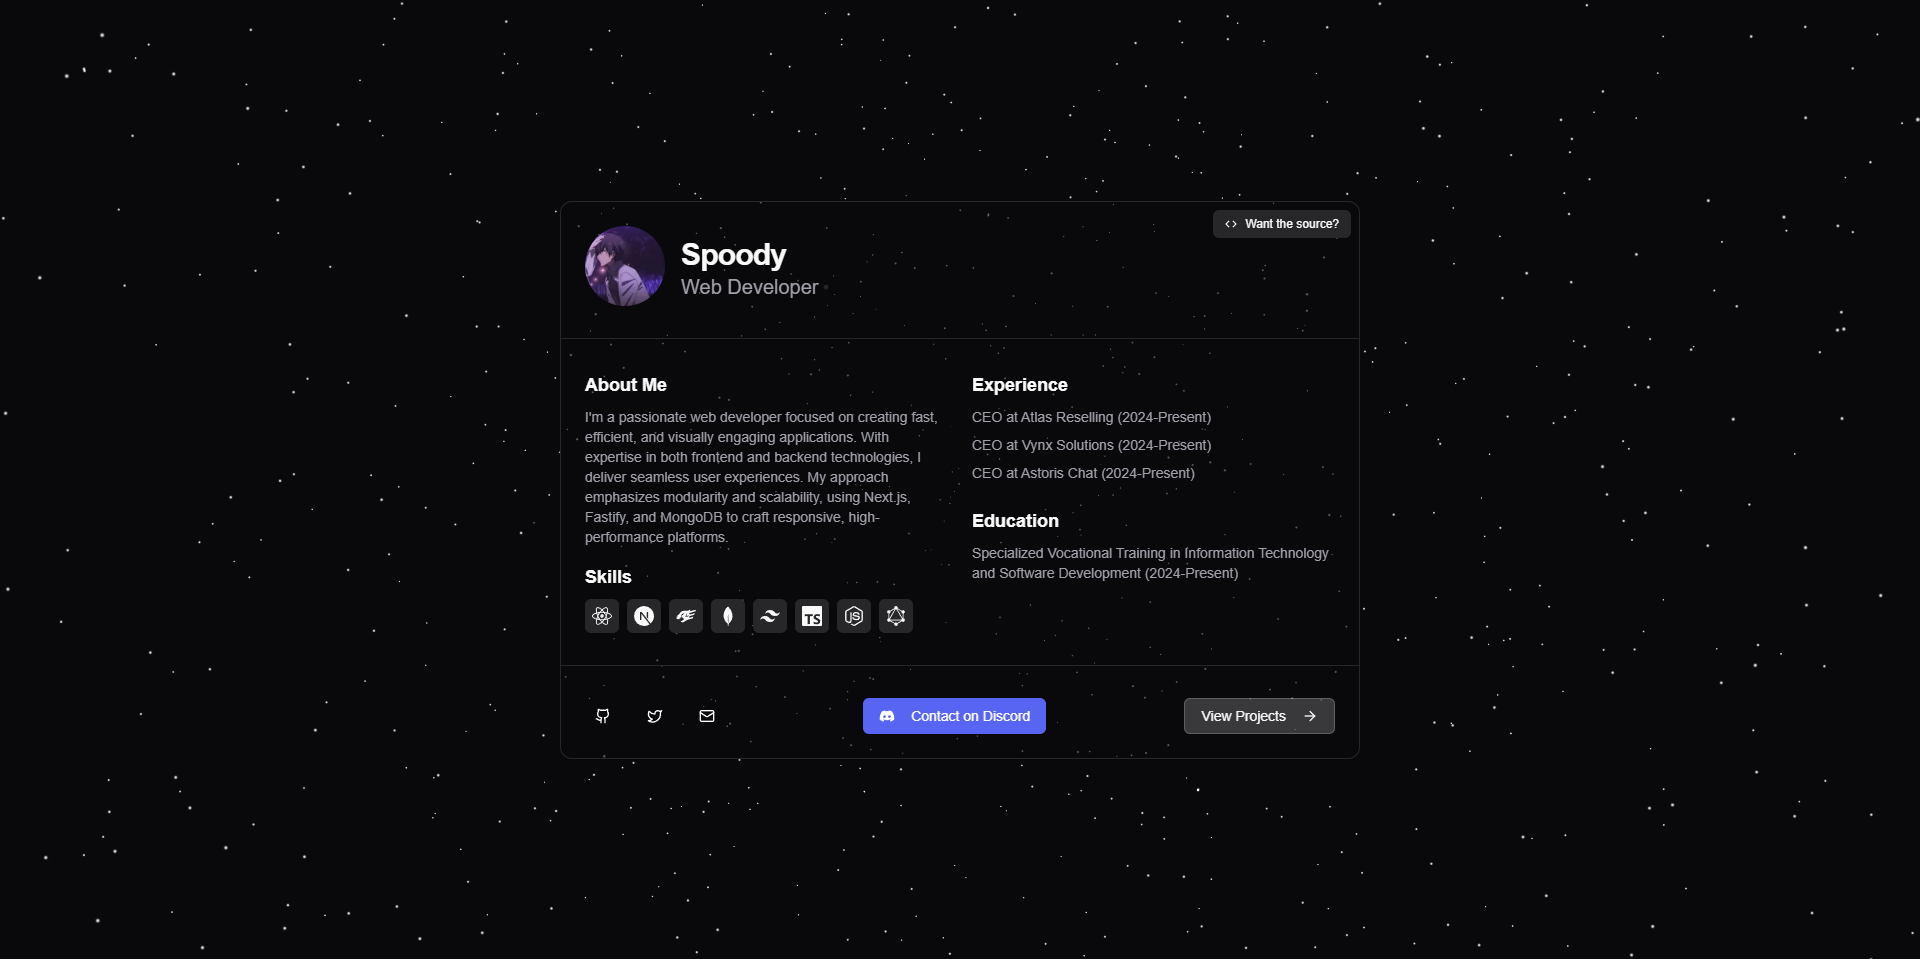 Want the source?
Spoody
Web Developer
About Me
I'm a passionate web developer focused on creating fast,
efficient, and visually engaging applications. With
expertise in both frontend and backend technologies, I
deliver seamless user experiences. My approach
emphasizes modularity and scalability, using Next.js,
Fastify, and MongoDB to craft responsive, high-
performance platforms.
Skills
N
TS
JS
Experience
CEO at Atlas Reselling (2024-Present)
CEO at Vynx Solutions (2024-Present)
CEO at Astoris Chat (2024-Present)
Education
Specialized Vocational Training in Information Technology
and Software Development (2024-Present)
Contact on Discord
View Projects